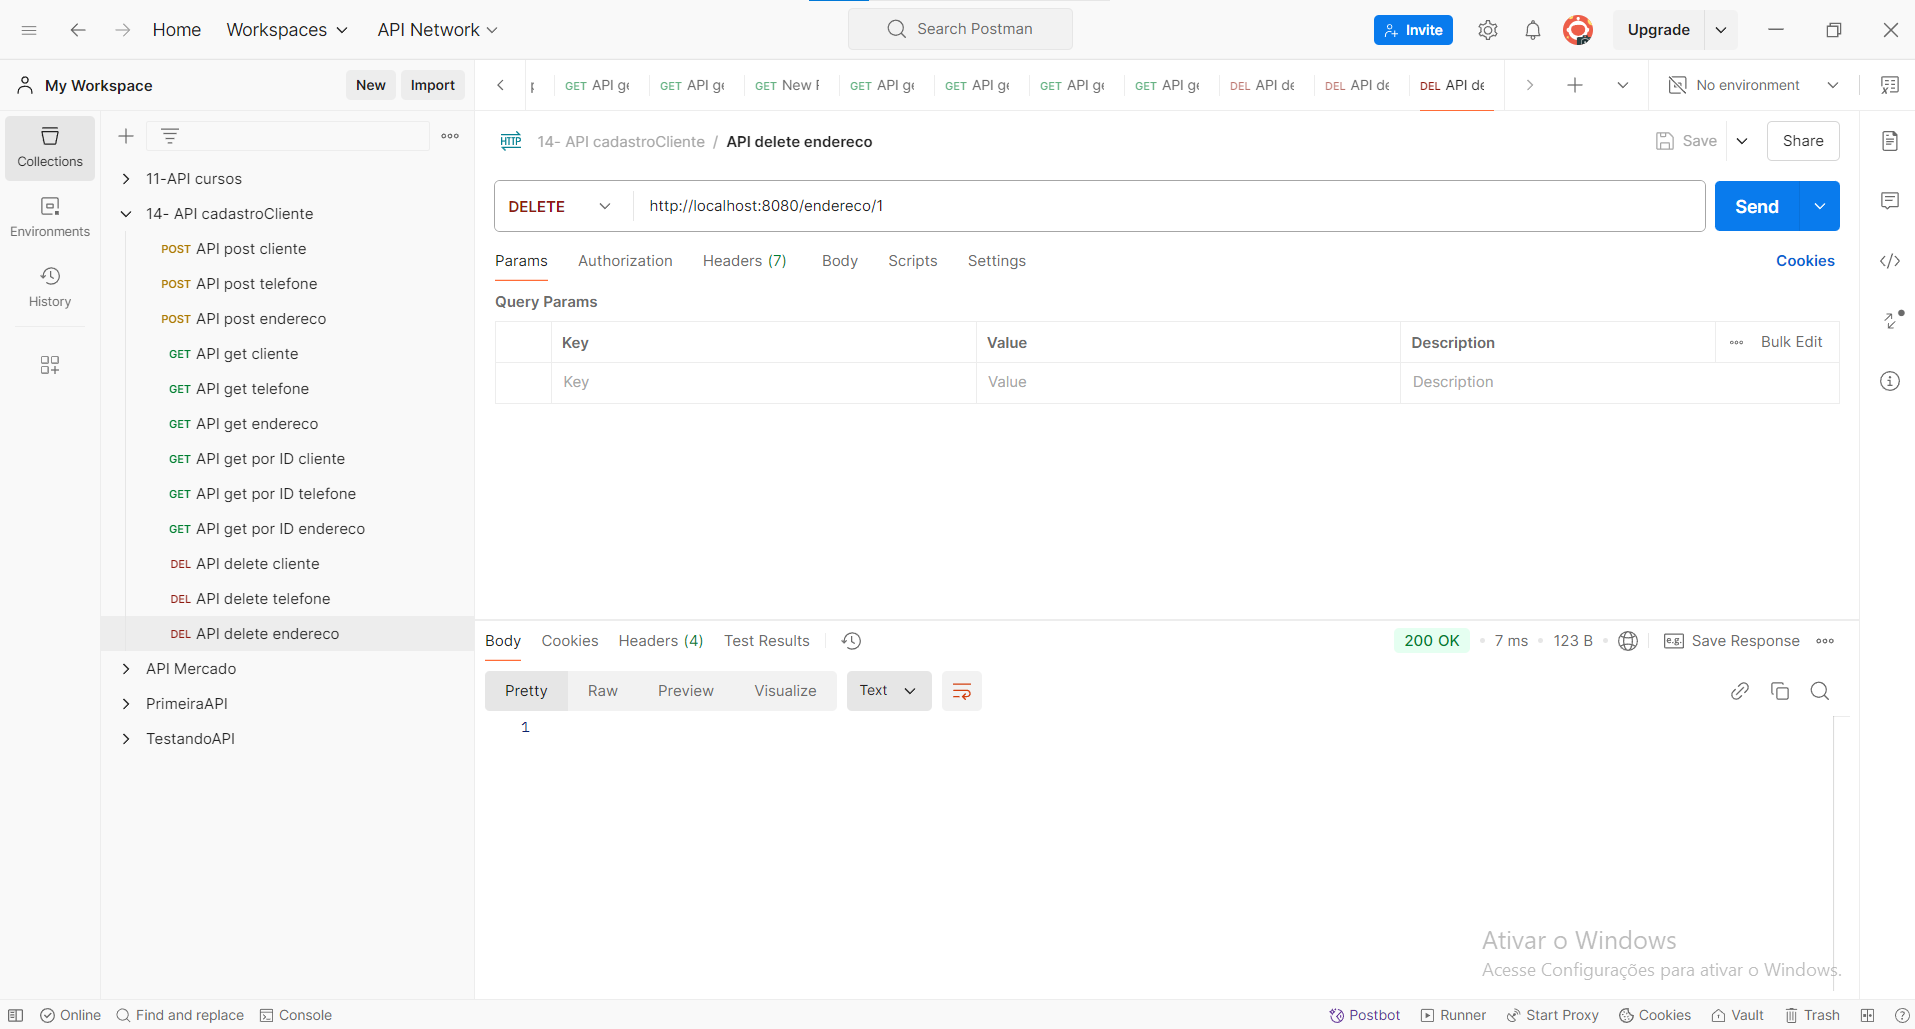 Home Workspaces API Network Search Postman Invite Upgrade
My Workspace New Import
GET API ge GET API ge GET New F GET API ge GET API ge GET API ge GET API ge DEL API de DEL API de DEL API de No environment
Collections
Environments
History
11-API cursos
14- API cadastroCliente
POST API post cliente
POST API post telefone
POST API post endereco
GET API get cliente
GET API get telefone
GET API get endereco
GET API get por ID cliente
GET API get por ID telefone
GET API get por ID endereco
DEL API delete cliente
DEL API delete telefone
DEL API delete endereco
API Mercado
PrimeiraAPI
TestandoAPI
HTTP 14- API cadastroCliente / API delete endereco Save Share
DELETE http://localhost:8080/endereco/1 Send
Params Authorization Headers (7) Body Scripts Settings Cookies
Query Params
Key Value Description Bulk Edit
Key Value Description
Body Cookies Headers (4) Test Results 200 OK • 7 ms • 123 B • e.g. Save Response
Pretty Raw Preview Visualize Text
1
Ativar o Windows
Acesse Configurações para ativar o Windows.
Online Find and replace Console Postbot Runner Start Proxy Cookies Vault Trash